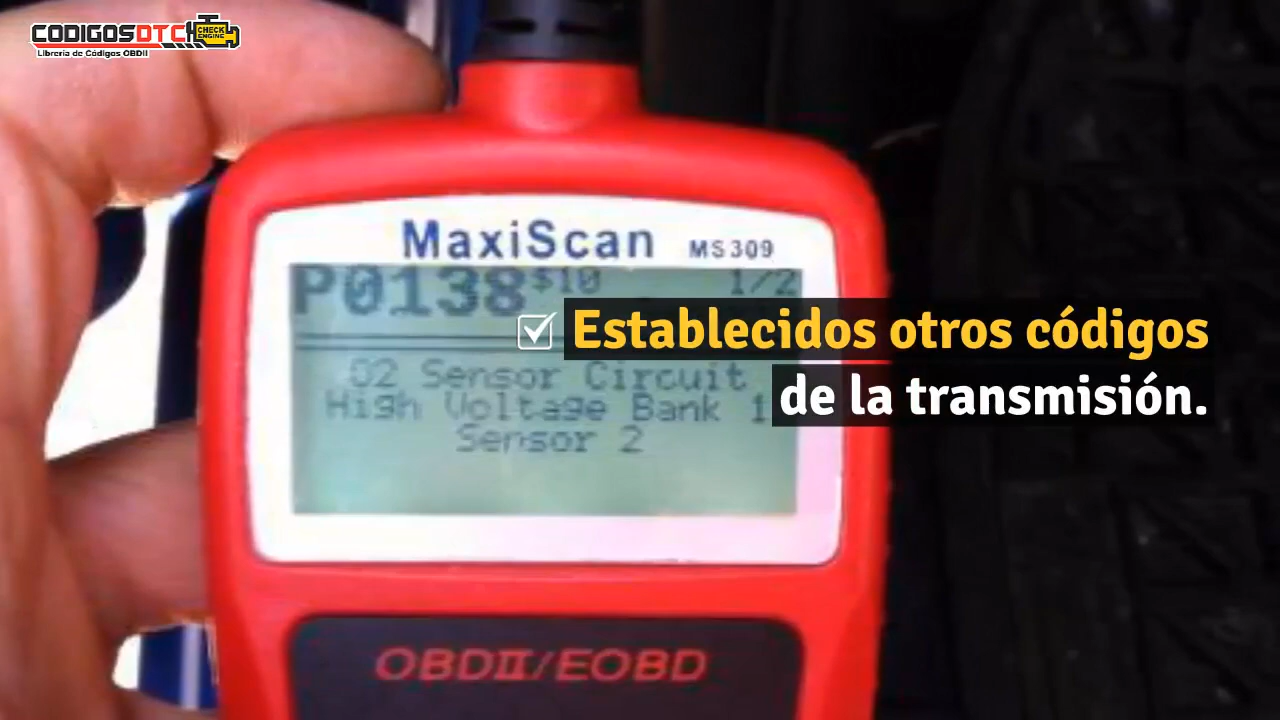 CODIGOSDTC
CHECK
ENGINE
Librería de Códigos OBDII
MaxiScan MS309
P0138 $10 1/2
O2 Sensor Circuit
High Voltage Bank 1
Sensor 2
Establecidos otros códigos
de la transmisión.
OBDII/EOBD